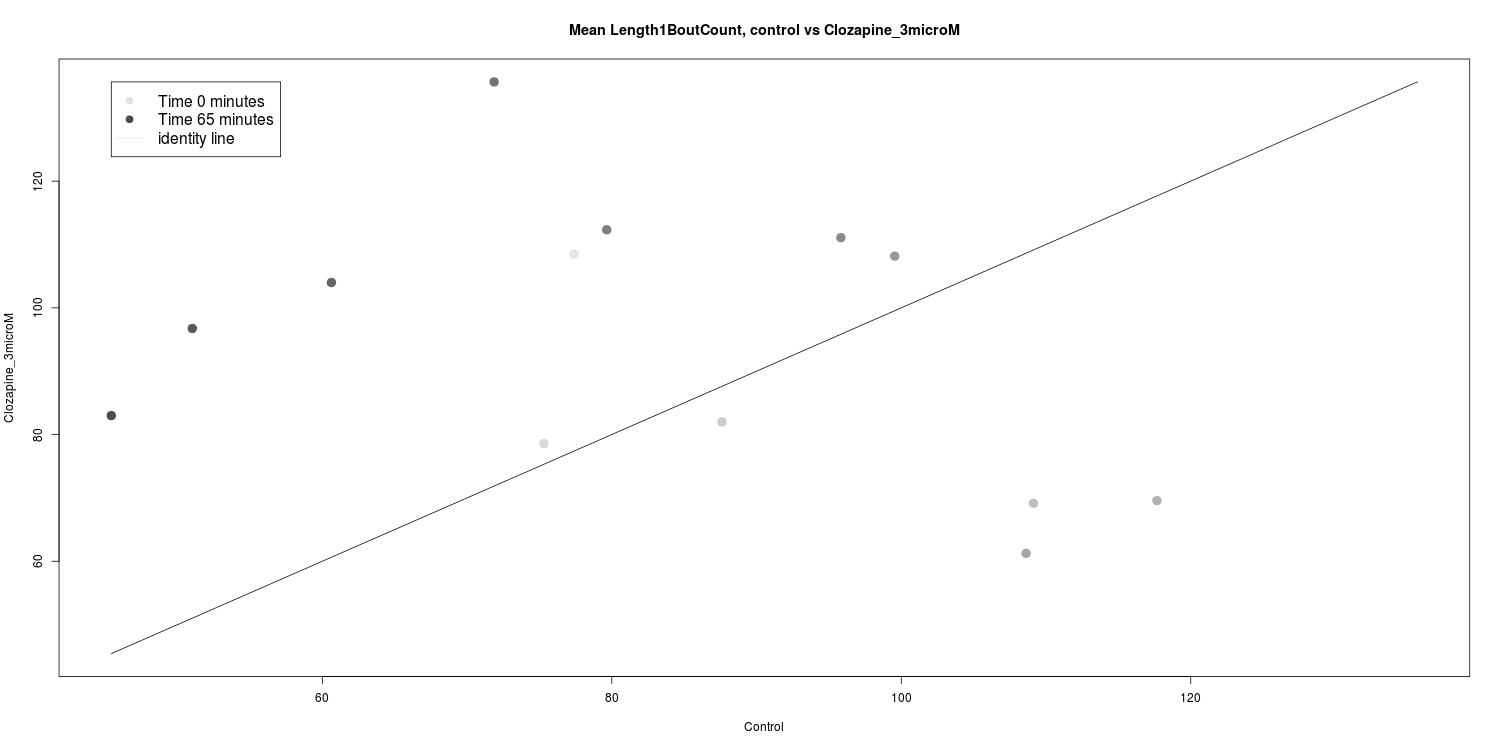 Mean Length1BoutCount, control vs Clozapine_3microM
Time 0 minutes
Time 65 minutes
identity line
120
100
80
60
Clozapine_3microM
60
80
100
120
Control